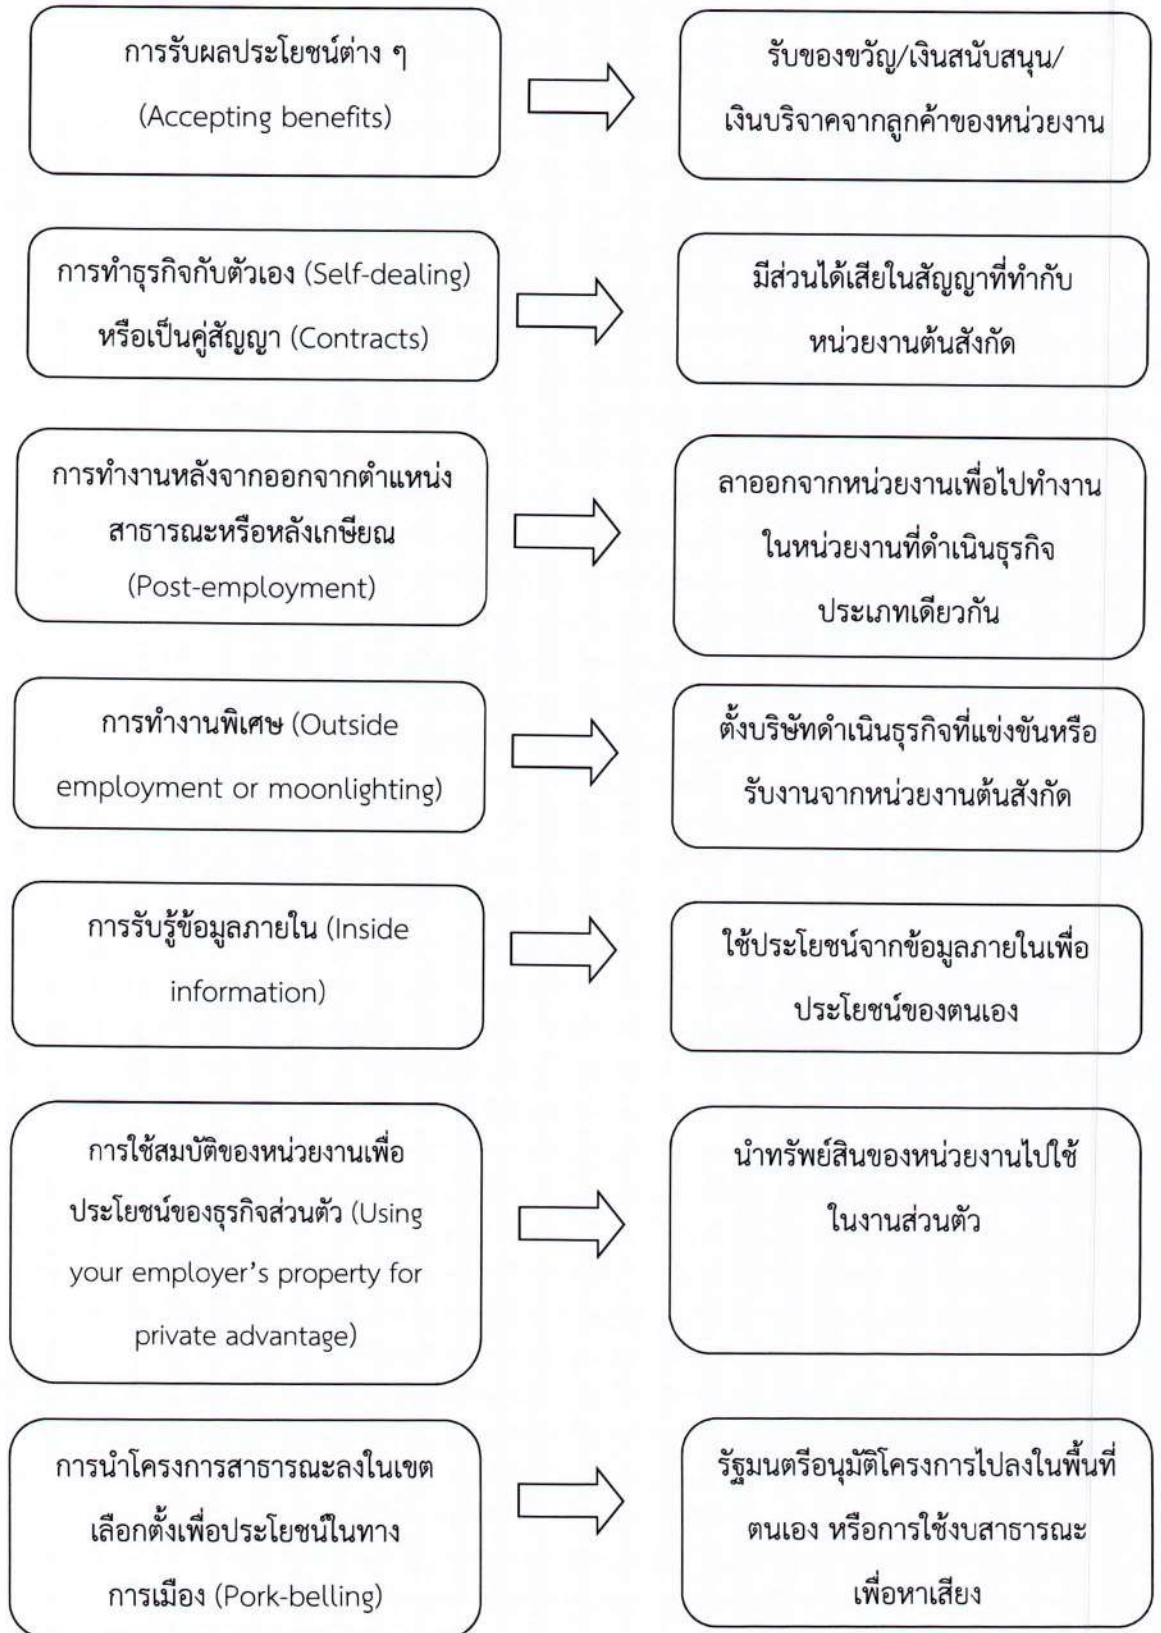 การรับผลประโยชน์ต่าง ๆ
(Accepting benefits)
รับของขวัญ/เงินสนับสนุน/
เงินบริจาคจากลูกค้าของหน่วยงาน
การทำธุรกิจกับตัวเอง (Self-dealing)
หรือเป็นคู่สัญญา (Contracts)
มีส่วนได้เสียในสัญญาที่ทำกับ
หน่วยงานต้นสังกัด
การทำงานหลังจากออกจากตำแหน่ง
สาธารณะหรือหลังเกษียณ
(Post-employment)
ลาออกจากหน่วยงานเพื่อไปทำงาน
ในหน่วยงานที่ดำเนินธุรกิจ
ประเภทเดียวกัน
การทำงานพิเศษ (Outside
employment or moonlighting)
ตั้งบริษัทดำเนินธุรกิจที่แข่งขันหรือ
รับงานจากหน่วยงานต้นสังกัด
การรับรู้ข้อมูลภายใน (Inside
information)
ใช้ประโยชน์จากข้อมูลภายในเพื่อ
ประโยชน์ของตนเอง
การใช้สมบัติของหน่วยงานเพื่อ
ประโยชน์ของธุรกิจส่วนตัว (Using
your employer's property for
private advantage)
นำทรัพย์สินของหน่วยงานไปใช้
ในงานส่วนตัว
การนำโครงการสาธารณะลงในเขต
เลือกตั้งเพื่อประโยชน์ในทาง
การเมือง (Pork-belling)
รัฐมนตรีอนุมัติโครงการไปลงในพื้นที่
ตนเอง หรือการใช้งบสาธารณะ
เพื่อหาเสียง